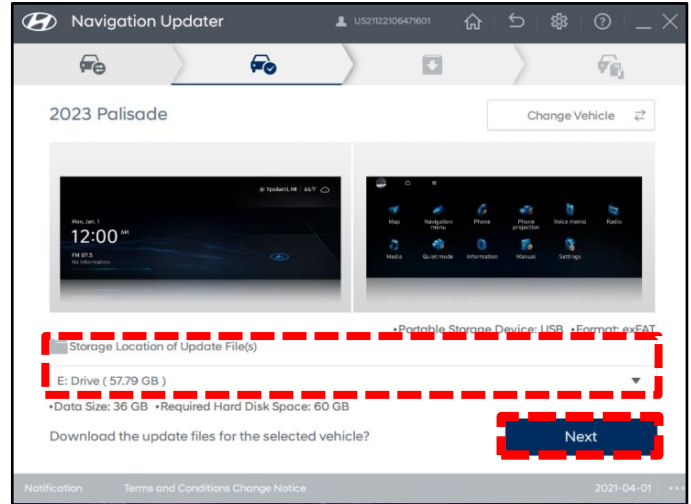 Navigation Updater
US21122106471601
2023 Palisade
Change Vehicle
Ypsilanti, MI | 66°F
Mon, Jan. 1
12:00 AM
FM 87.5
No Information
Map
Navigation menu
Phone
Phone projection
Voice memo
Radio
Media
Quiet mode
Information
Manual
Settings
•Portable Storage Device: USB •Format: exFAT
Storage Location of Update File(s)
E: Drive ( 57.79 GB )
•Data Size: 36 GB •Required Hard Disk Space: 60 GB
Download the update files for the selected vehicle?
Next
Notification
Terms and Conditions Change Notice
2021-04-01